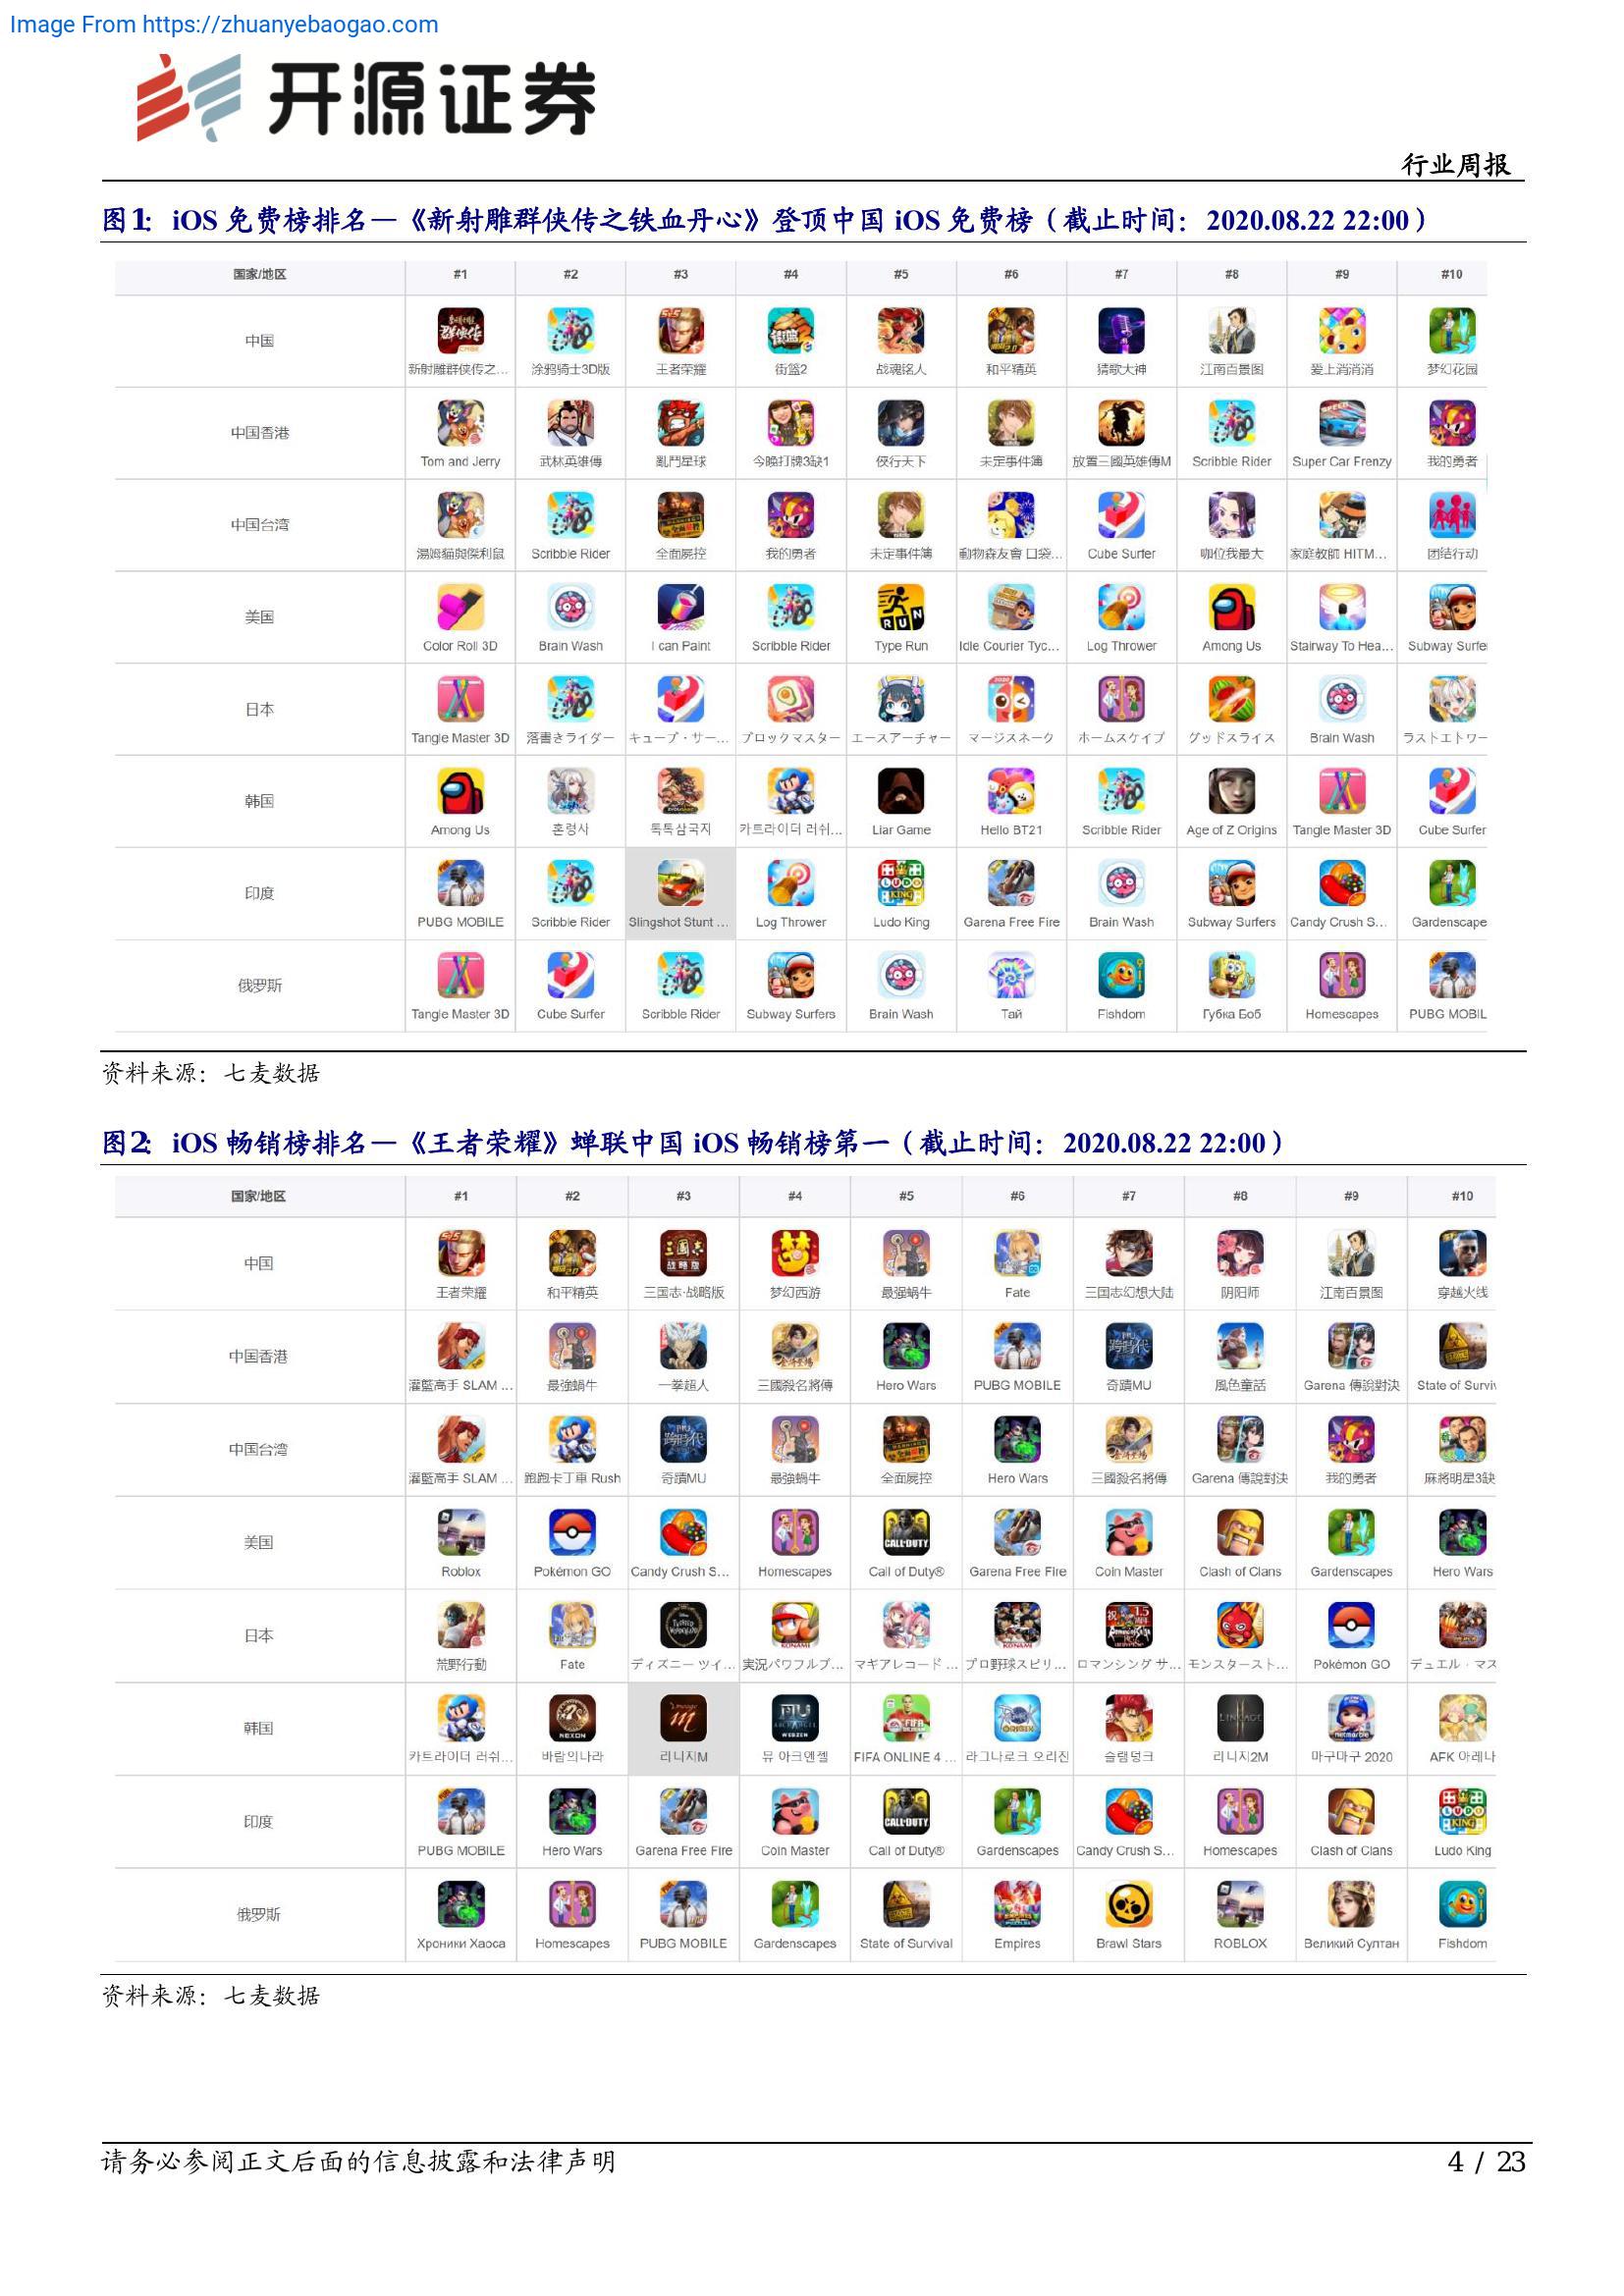 Image From https://zhuanyebaogao.com
开源证券
行业周报
图1: iOS 免费榜排名—《新射雕群侠传之铁血丹心》登顶中国 iOS 免费榜（截止时间：2020.08.22 22:00）
国家/地区 #1 #2 #3 #4 #5 #6 #7 #8 #9 #10
中国 新射雕群侠传之... 涂鸦骑士3D版 王者荣耀 街篮2 战魂铭人 和平精英 猜歌大神 江南百景图 爱上消消消 梦幻花园
中国香港 Tom and Jerry 武林英雄傳 亂鬥星球 今晚打牌3缺1 俠行天下 未定事件簿 放置三國英雄傳M Scribble Rider Super Car Frenzy 我的勇者
中国台湾 湯姆貓與傑利鼠 Scribble Rider 全面屍控 我的勇者 未定事件簿 動物森友會 口袋... Cube Surfer 咖位我最大 家庭教師 HITM... 团结行动
美国 Color Roll 3D Brain Wash I can Paint Scribble Rider Type Run Idle Courier Tyc... Log Thrower Among Us Stairway To Hea... Subway Surfe
日本 Tangle Master 3D 落書きライダー キューブ・サー... ブロックマスター エースアーチャー マージスネーク ホームスケイプ グッドスライス Brain Wash ラストエトワー
韩国 Among Us 혼령사 톡톡삼국지 카트라이더 러쉬... Liar Game Hello BT21 Scribble Rider Age of Z Origins Tangle Master 3D Cube Surfer
印度 PUBG MOBILE Scribble Rider Slingshot Stunt ... Log Thrower Ludo King Garena Free Fire Brain Wash Subway Surfers Candy Crush S... Gardenscape
俄罗斯 Tangle Master 3D Cube Surfer Scribble Rider Subway Surfers Brain Wash Тай Fishdom Губка Боб Homescapes PUBG MOBIL
资料来源：七麦数据
图2: iOS 畅销榜排名—《王者荣耀》蝉联中国 iOS 畅销榜第一（截止时间：2020.08.22 22:00）
国家/地区 #1 #2 #3 #4 #5 #6 #7 #8 #9 #10
中国 王者荣耀 和平精英 三国志·战略版 梦幻西游 最强蜗牛 Fate 三国志幻想大陆 阴阳师 江南百景图 穿越火线
中国香港 灌籃高手 SLAM ... 最強蝸牛 一拳超人 三國殺名將傳 Hero Wars PUBG MOBILE 奇蹟MU 風色童話 Garena 傳說對決 State of Surviv
中国台湾 灌籃高手 SLAM ... 跑跑卡丁車 Rush 奇蹟MU 最強蝸牛 全面屍控 Hero Wars 三國殺名將傳 Garena 傳說對決 我的勇者 麻將明星3缺
美国 Roblox Pokémon GO Candy Crush S... Homescapes Call of Duty® Garena Free Fire Coin Master Clash of Clans Gardenscapes Hero Wars
日本 荒野行動 Fate ディズニー ツイ... 実況パワフルプ... マギアレコード ... プロ野球スピリ... ロマンシング サ... モンスタースト... Pokémon GO デュエル・マス
韩国 카트라이더 러쉬... 바람의나라 리니지M 뮤 아크엔젤 FIFA ONLINE 4 ... 라그나로크 오리진 슬램덩크 리니지2M 마구마구 2020 AFK 아레나
印度 PUBG MOBILE Hero Wars Garena Free Fire Coin Master Call of Duty® Gardenscapes Candy Crush S... Homescapes Clash of Clans Ludo King
俄罗斯 Хроники Хаоса Homescapes PUBG MOBILE Gardenscapes State of Survival Empires Brawl Stars ROBLOX Великий Султан Fishdom
资料来源：七麦数据
请务必参阅正文后面的信息披露和法律声明 4 / 23